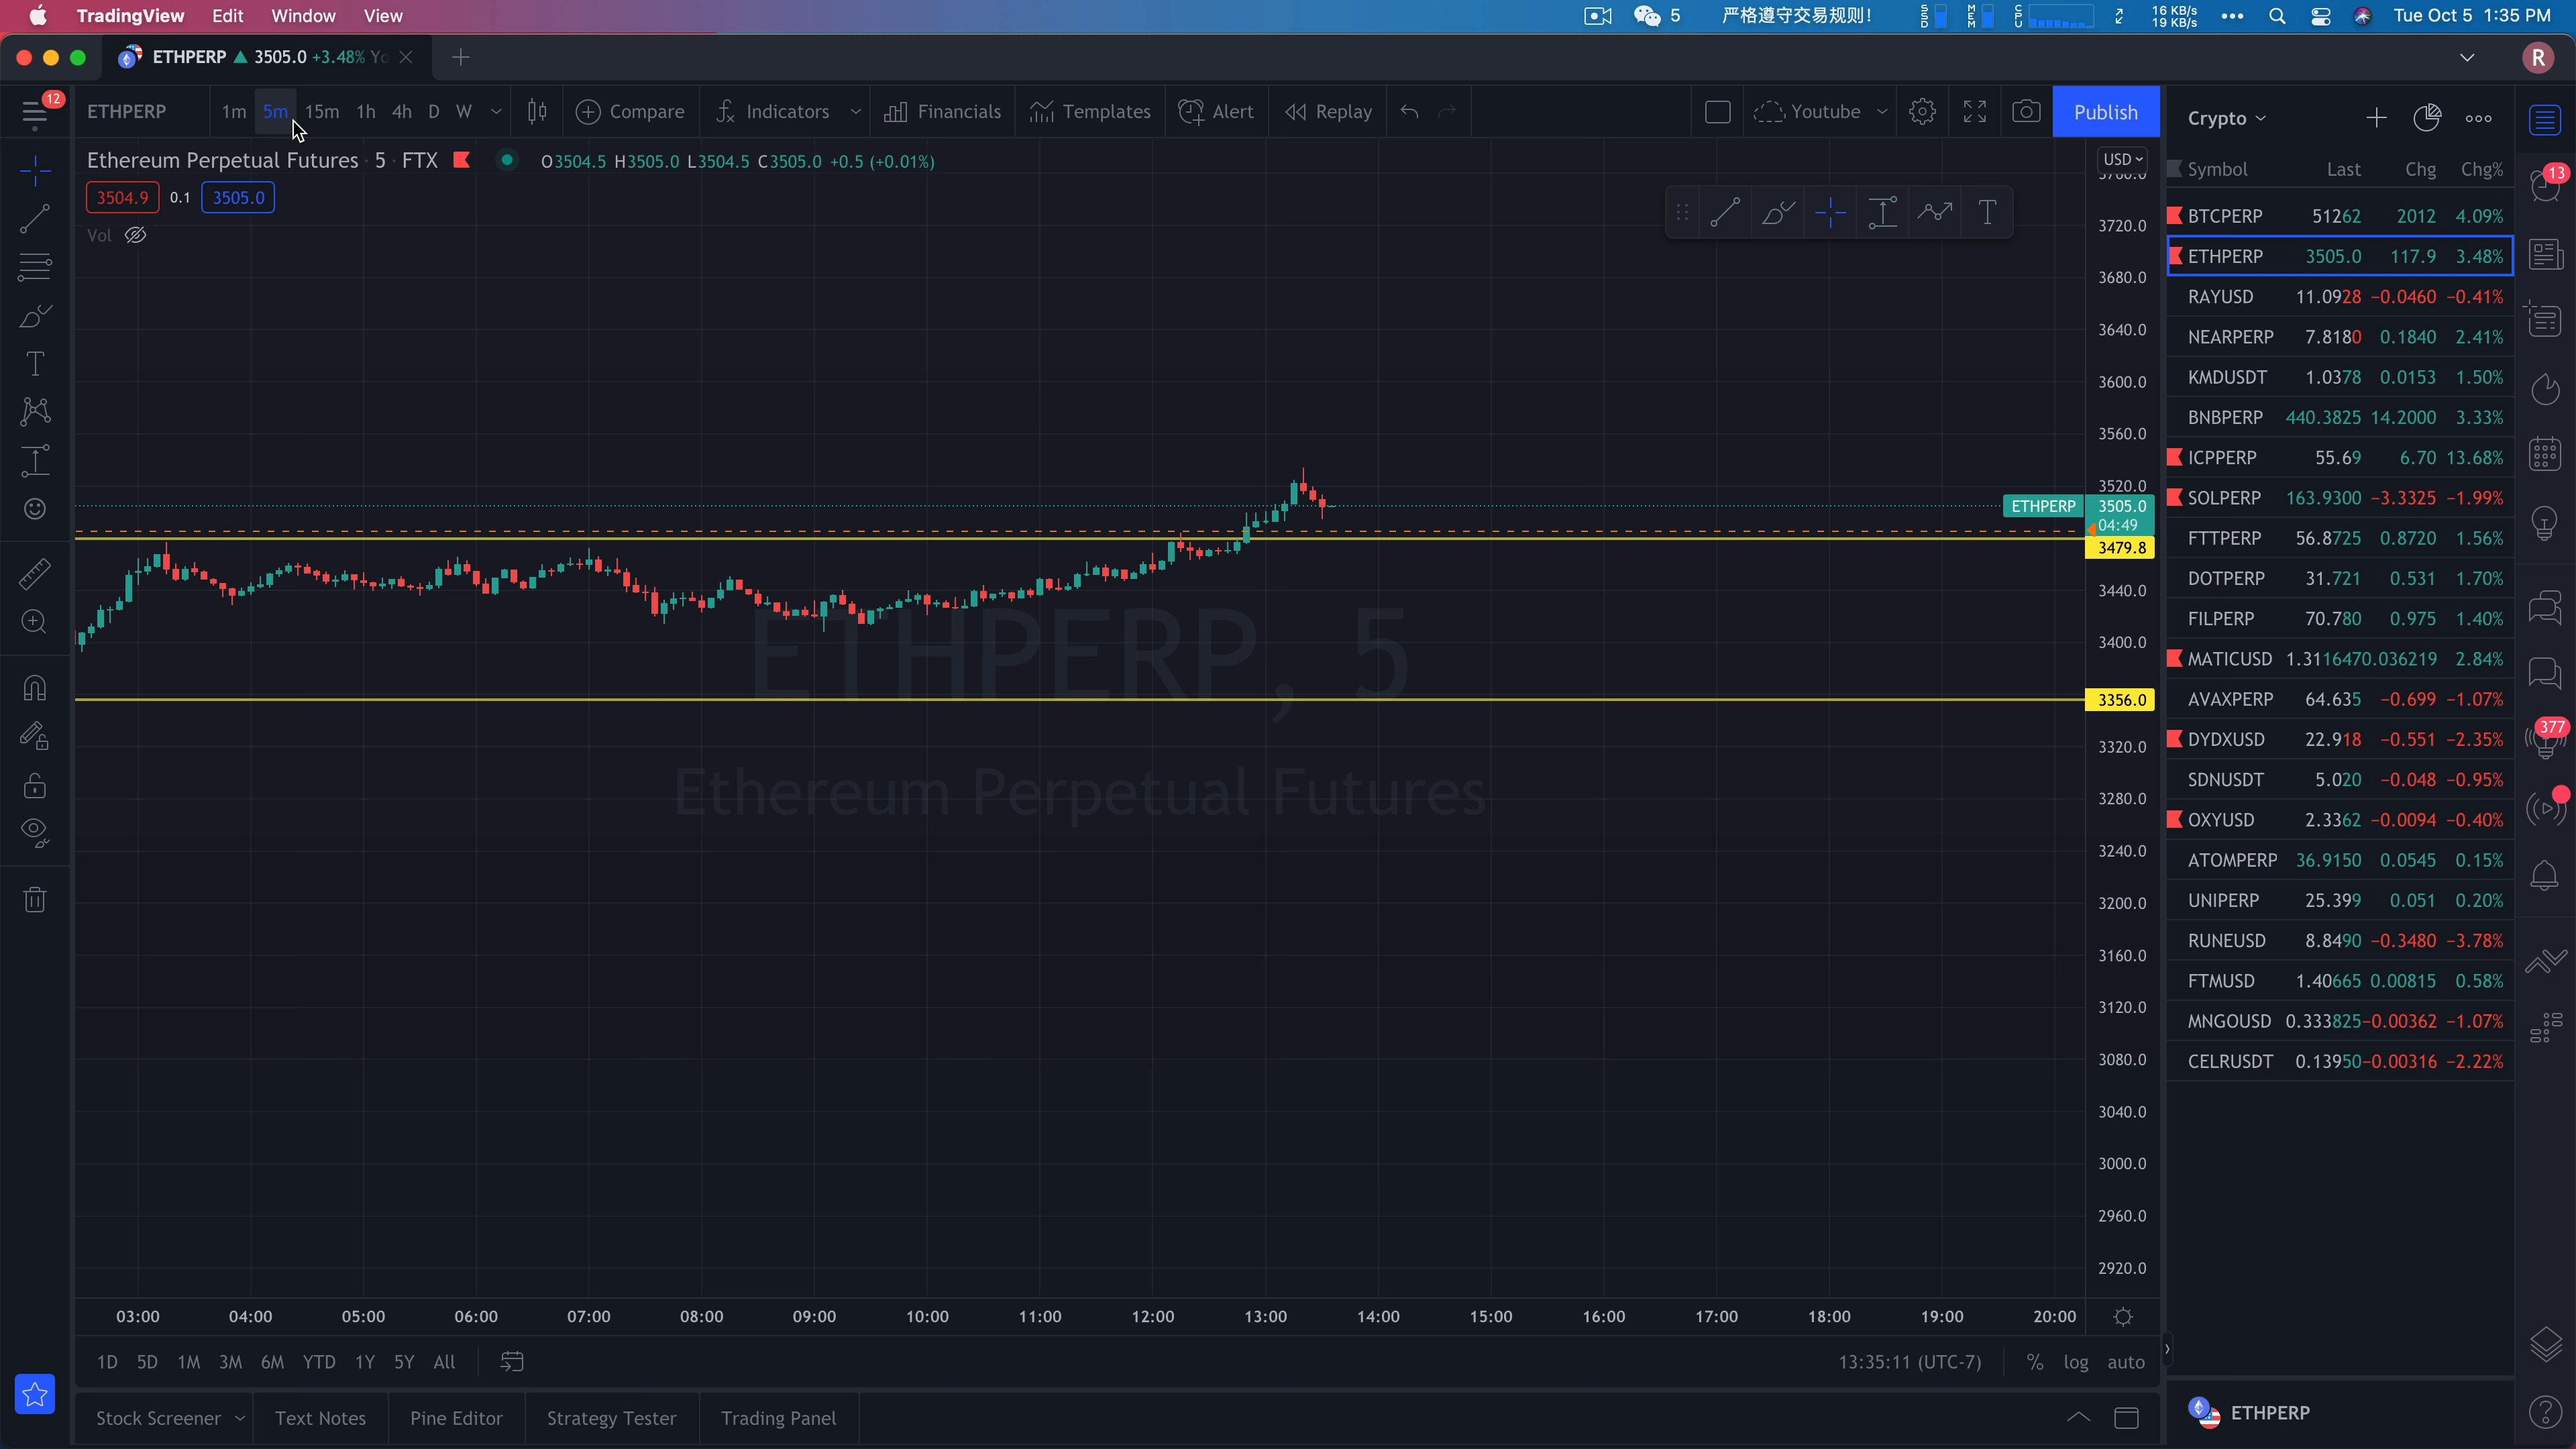 TradingView Edit Window View 5 严格遵守交易规则! SSD MEM CPU 16 KB/s 19 KB/s Tue Oct 5 1:35 PM
ETHPERP ▲ 3505.0 +3.48% Yo R
12 ETHPERP 1m 5m 15m 1h 4h D W Compare Indicators Financials Templates Alert Replay Youtube Publish
Ethereum Perpetual Futures · 5 · FTX O3504.5 H3505.0 L3504.5 C3505.0 +0.5 (+0.01%)
3504.9 0.1 3505.0
Vol
USD
3720.0
3680.0
3640.0
3600.0
3560.0
3520.0
ETHPERP 3505.0
04:49
3479.8
3440.0
3400.0
3356.0
3320.0
3280.0
3240.0
3200.0
3160.0
3120.0
3080.0
3040.0
3000.0
2960.0
2920.0
ETHPERP, 5
Ethereum Perpetual Futures
03:00 04:00 05:00 06:00 07:00 08:00 09:00 10:00 11:00 12:00 13:00 14:00 15:00 16:00 17:00 18:00 19:00 20:00
1D 5D 1M 3M 6M YTD 1Y 5Y All 13:35:11 (UTC-7) % log auto
Stock Screener Text Notes Pine Editor Strategy Tester Trading Panel
Crypto
Symbol Last Chg Chg%
BTCPERP 51262 2012 4.09%
ETHPERP 3505.0 117.9 3.48%
RAYUSD 11.0928 −0.0460 −0.41%
NEARPERP 7.8180 0.1840 2.41%
KMDUSDT 1.0378 0.0153 1.50%
BNBPERP 440.3825 14.2000 3.33%
ICPPERP 55.69 6.70 13.68%
SOLPERP 163.9300 −3.3325 −1.99%
FTTPERP 56.8725 0.8720 1.56%
DOTPERP 31.721 0.531 1.70%
FILPERP 70.780 0.975 1.40%
MATICUSD 1.311647 0.036219 2.84%
AVAXPERP 64.635 −0.699 −1.07%
DYDXUSD 22.918 −0.551 −2.35%
SDNUSDT 5.020 −0.048 −0.95%
OXYUSD 2.3362 −0.0094 −0.40%
ATOMPERP 36.9150 0.0545 0.15%
UNIPERP 25.399 0.051 0.20%
RUNEUSD 8.8490 −0.3480 −3.78%
FTMUSD 1.40665 0.00815 0.58%
MNGOUSD 0.333825 −0.00362 −1.07%
CELRUSDT 0.13950 −0.00316 −2.22%
ETHPERP
13
377